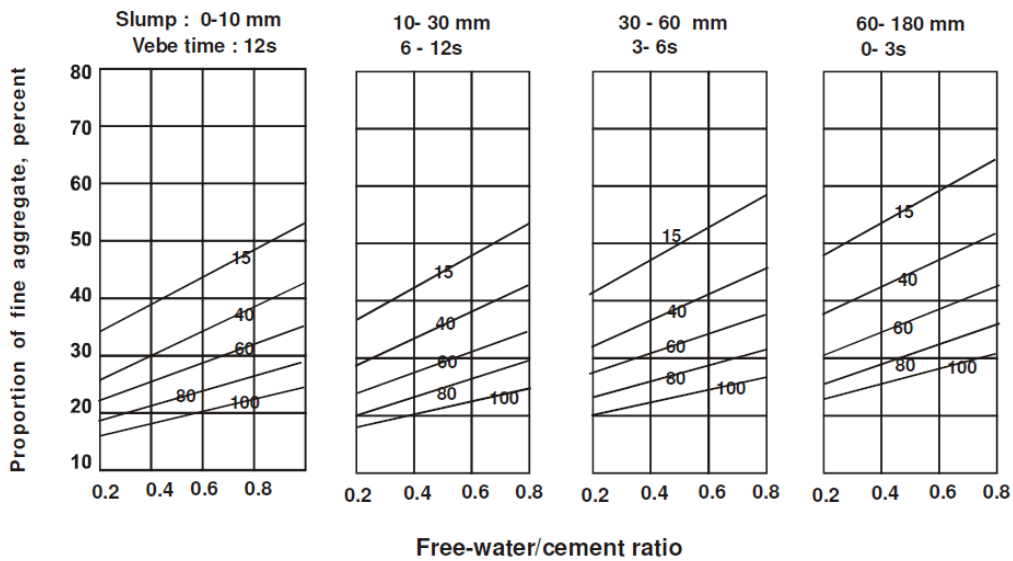 Slump : 0-10 mm
Vebe time : 12s
10- 30 mm
6 - 12s
30 - 60 mm
3- 6s
60- 180 mm
0- 3s
Proportion of fine aggregate, percent
80
70
60
50
40
30
20
10
15
40
60
80
100
15
40
60
80
100
15
40
60
80
100
15
40
60
80
100
0.2 0.4 0.6 0.8
0.2 0.4 0.6 0.8
0.2 0.4 0.6 0.8
0.2 0.4 0.6 0.8
Free-water/cement ratio